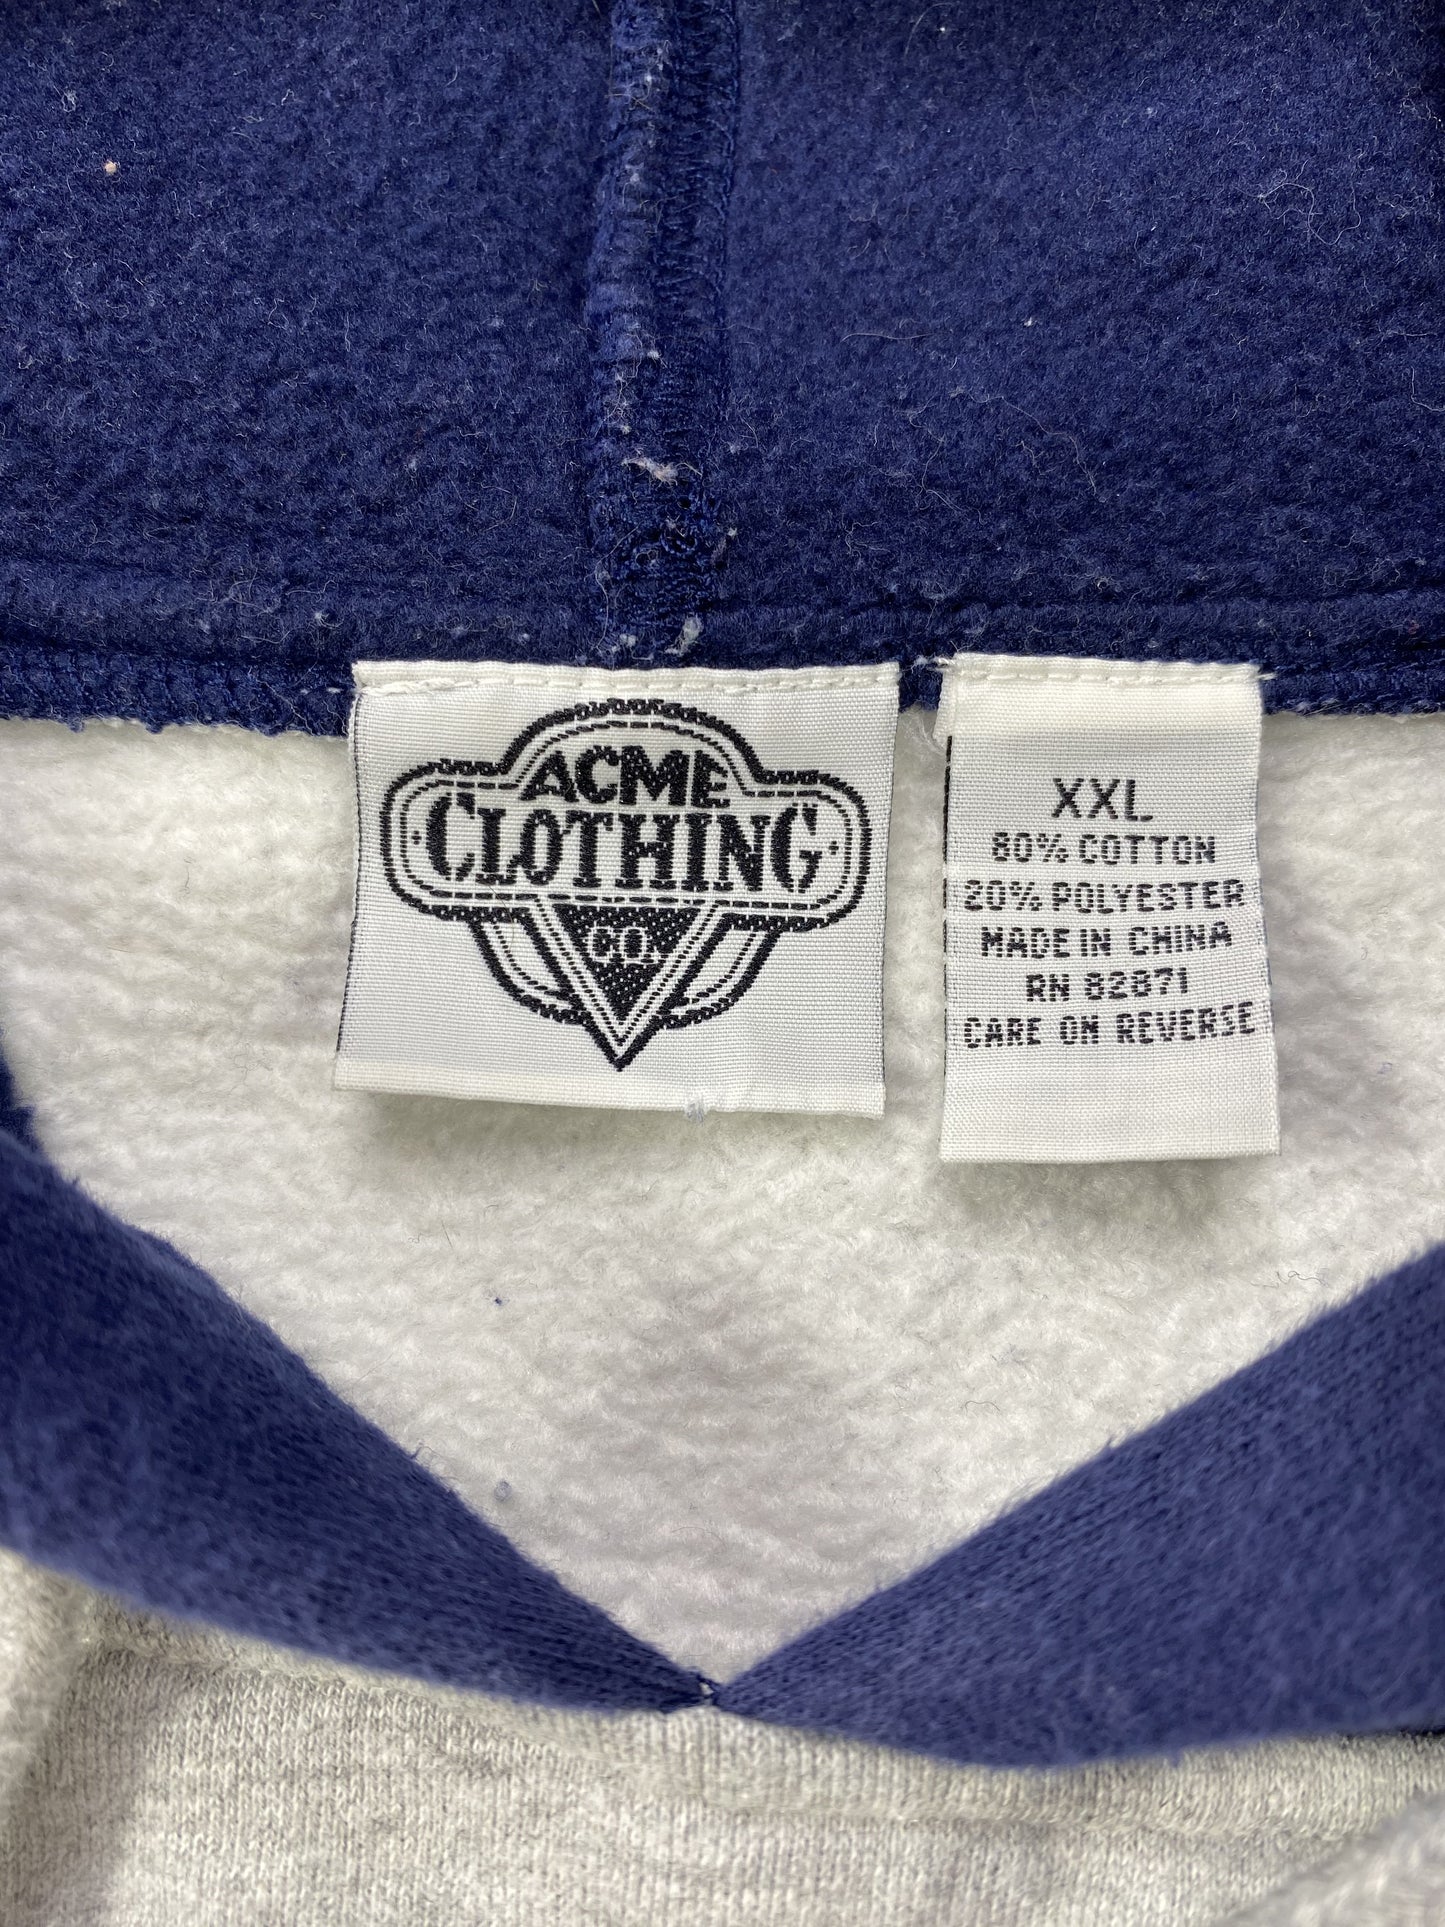 ACME
CLOTHING
CO.
XXL
80% COTTON
20% POLYESTER
MADE IN CHINA
RN 82871
CARE ON REVERSE